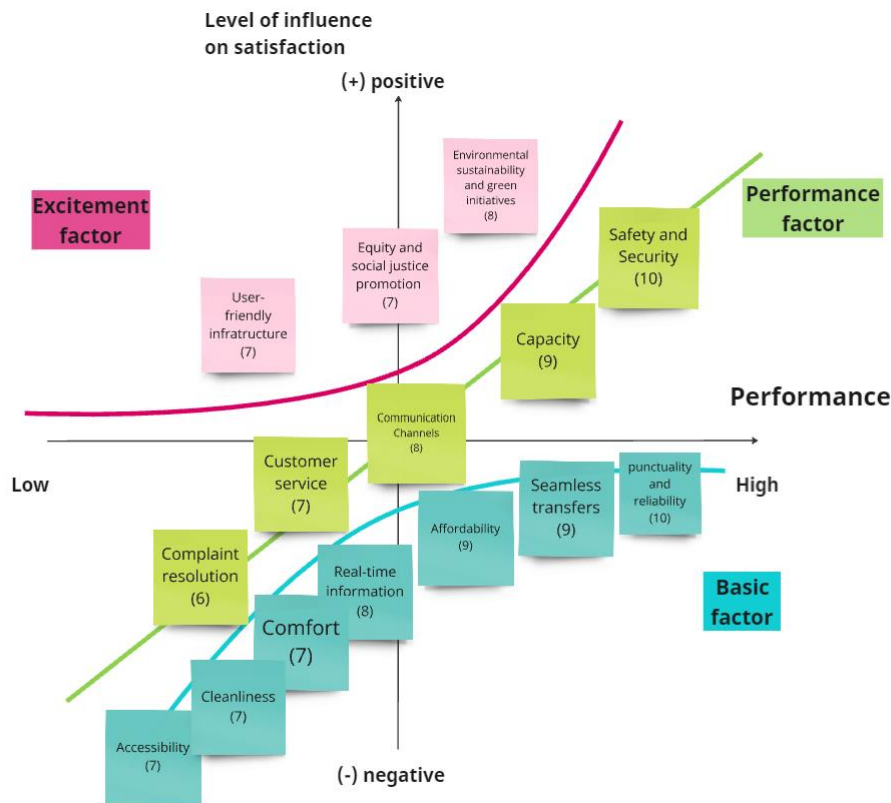 Level of influence
on satisfaction
(+) positive
Environmental
sustainability
and green
initiatives
(8)
Excitement
factor
Performance
factor
Equity and
social justice
promotion
(7)
Safety and
Security
(10)
User-
friendly
infratructure
(7)
Capacity
(9)
Performance
Communication
Channels
(8)
Low
High
Customer
service
(7)
Seamless
transfers
(9)
punctuality
and
reliability
(10)
Affordability
(9)
Complaint
resolution
(6)
Real-time
information
(8)
Basic
factor
Comfort
(7)
Cleanliness
(7)
Accessibility
(7)
(-) negative